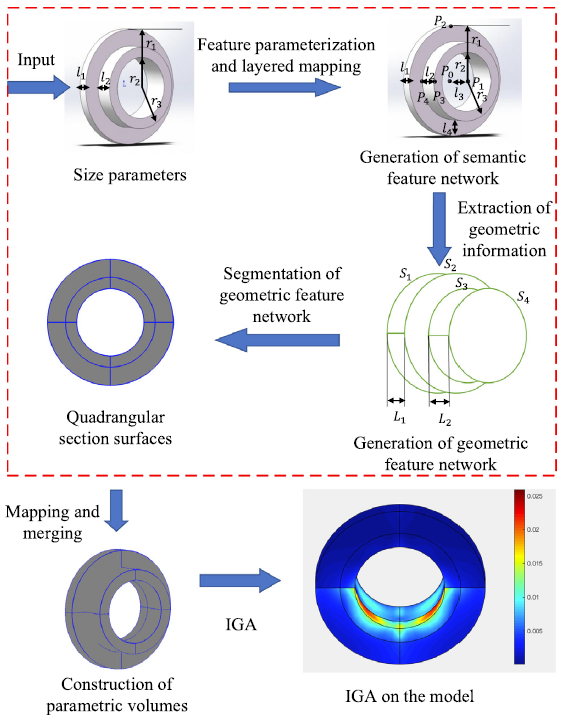 Input
l₁
l₂
r₁
r₂
r₃
Size parameters
Feature parameterization
and layered mapping
P₂
r₁
r₂
l₁
l₂
P₀
P₁
P₄
P₃
l₃
r₃
l₄
Generation of semantic
feature network
Extraction of
geometric
information
S₁
S₂
S₃
S₄
L₁
L₂
Generation of geometric
feature network
Segmentation of
geometric feature
network
Quadrangular
section surfaces
Mapping and
merging
Construction of
parametric volumes
IGA
0.025
0.02
0.015
0.01
0.005
IGA on the model